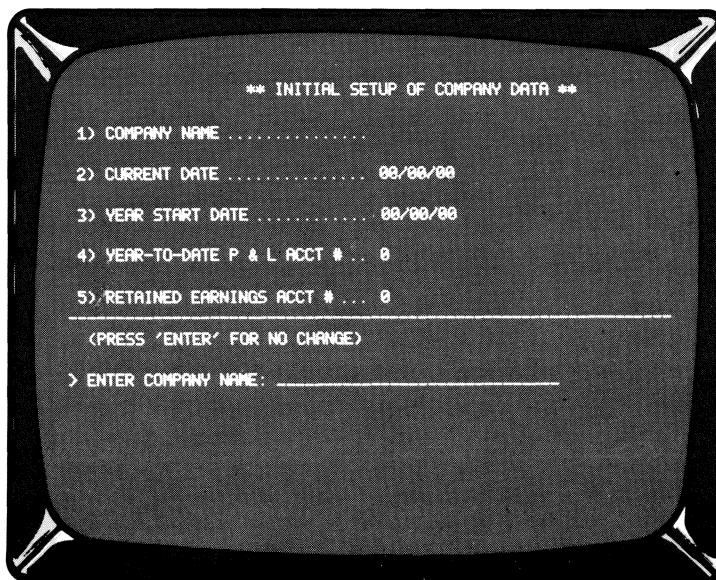 ** INITIAL SETUP OF COMPANY DATA **
1) COMPANY NAME ...............
2) CURRENT DATE ............... 00/00/00
3) YEAR START DATE ............ 00/00/00
4) YEAR-TO-DATE P & L ACCT # .. 0
5) RETAINED EARNINGS ACCT # ... 0
(PRESS 'ENTER' FOR NO CHANGE)
> ENTER COMPANY NAME: ______________________________